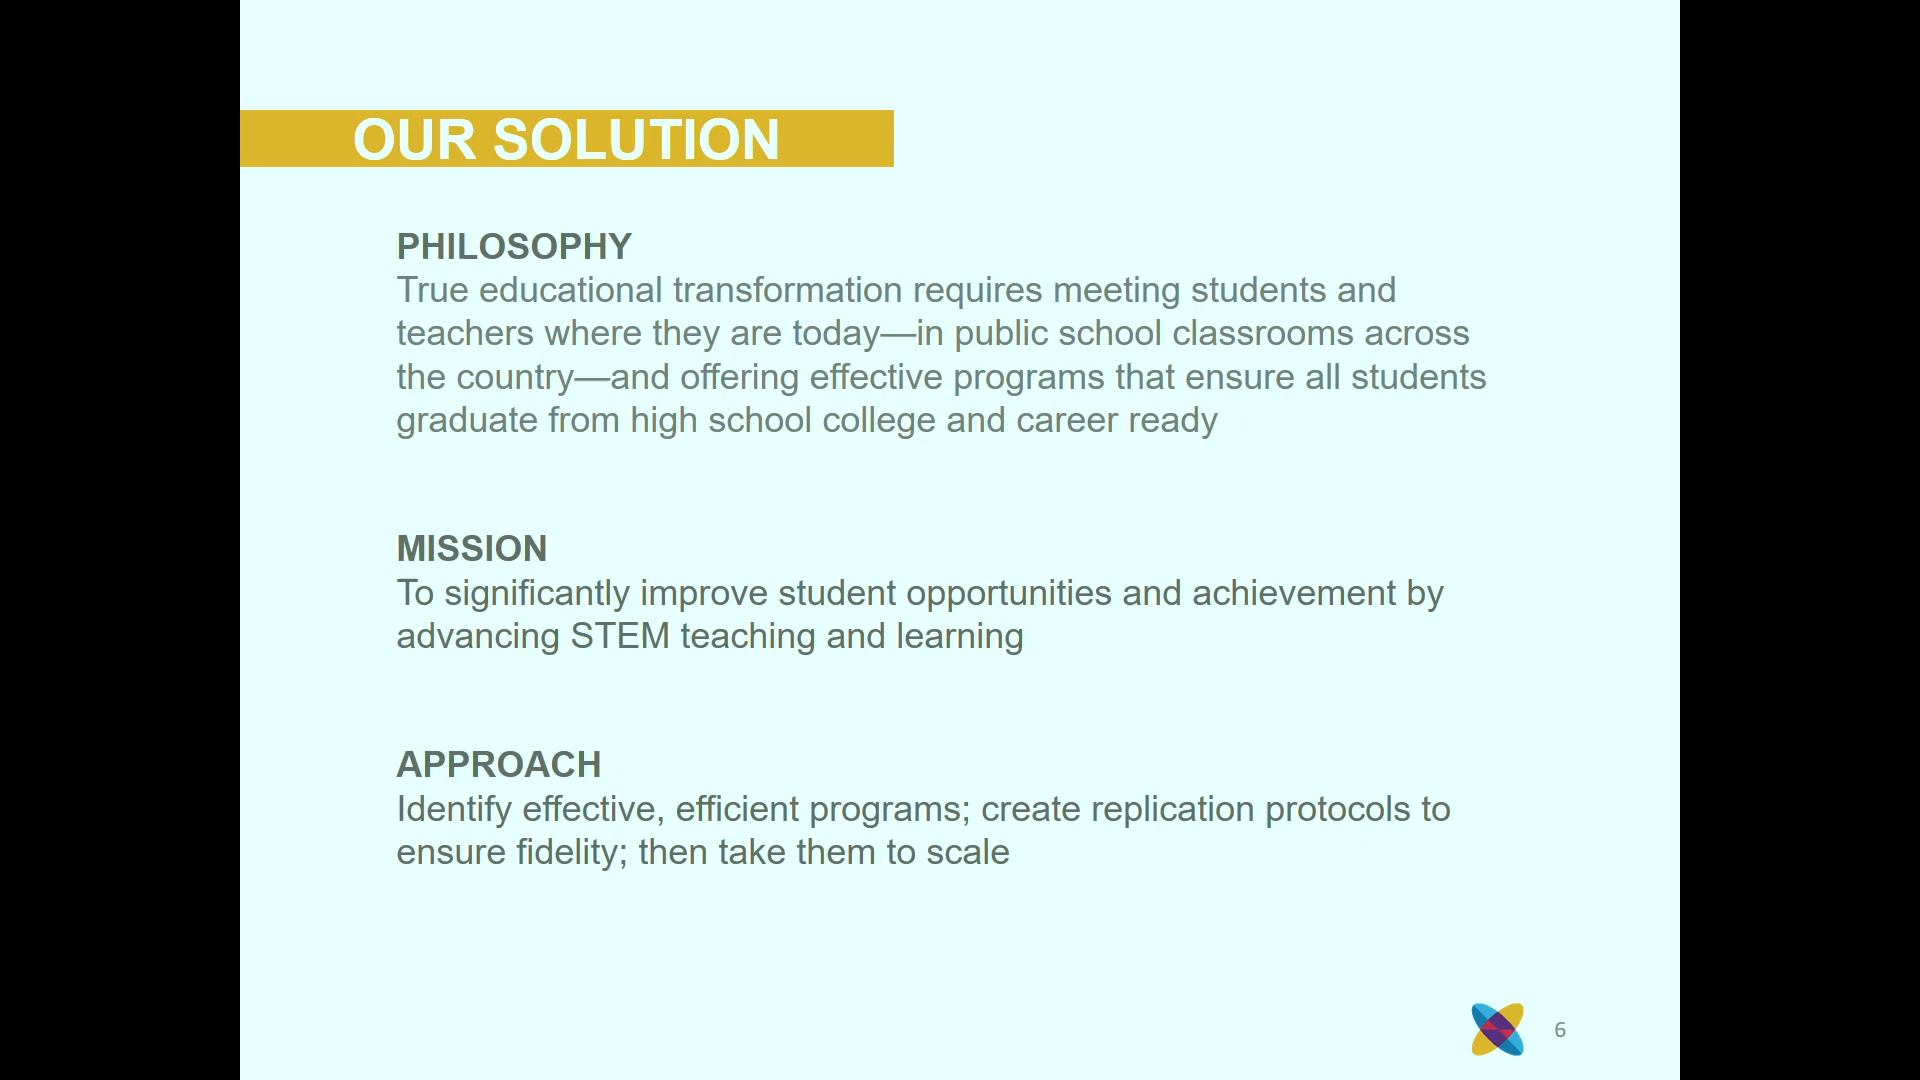 OUR SOLUTION
PHILOSOPHY
True educational transformation requires meeting students and
teachers where they are today—in public school classrooms across
the country—and offering effective programs that ensure all students
graduate from high school college and career ready
MISSION
To significantly improve student opportunities and achievement by
advancing STEM teaching and learning
APPROACH
Identify effective, efficient programs; create replication protocols to
ensure fidelity; then take them to scale
6